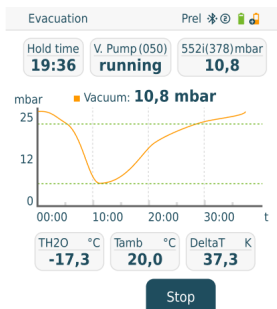 Evacuation Prel 2
Hold time V. Pump (050) 552i(378) mbar
19:36 running 10,8
mbar Vacuum: 10,8 mbar
25
12
0
00:00 10:00 20:00 30:00 t
TH2O °C Tamb °C DeltaT K
-17,3 20,0 37,3
Stop